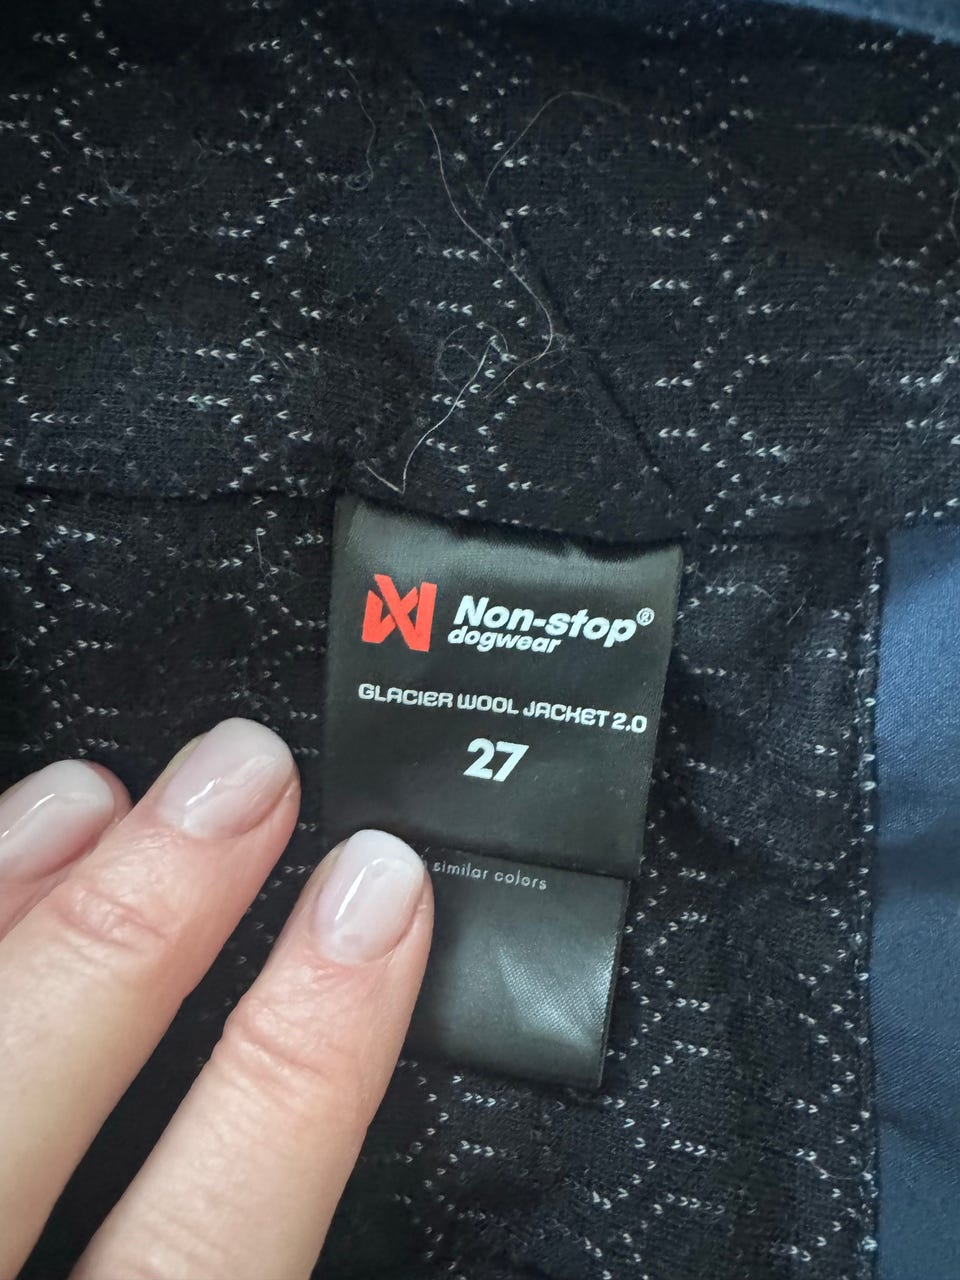 Non-stop®
dogwear
GLACIER WOOL JACKET 2.0
27
similar colors